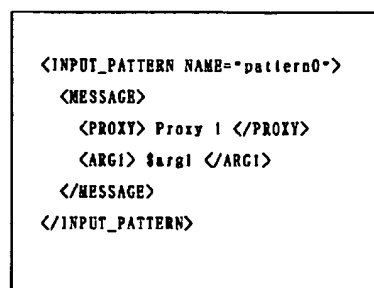 <INPUT_PATTERN NAME="pattern0">
<MESSAGE>
<PROXY> Proxy 1 </PROXY>
<ARG1> $arg1 </ARG1>
</MESSAGE>
</INPUT_PATTERN>